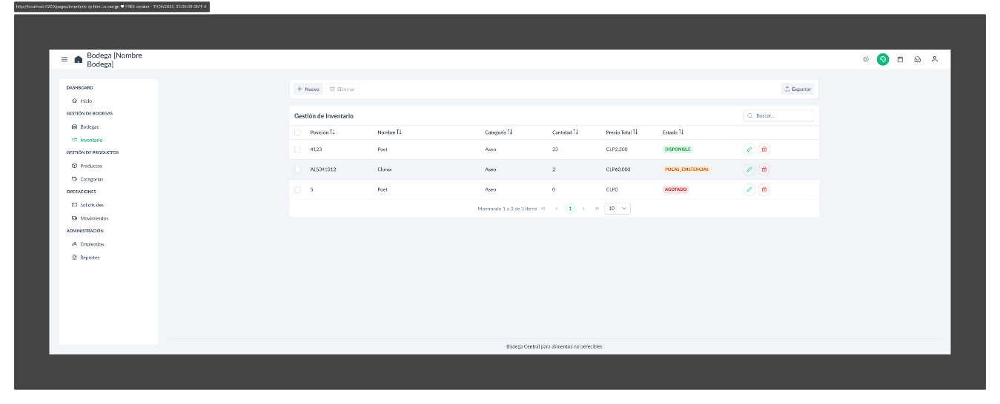 http://localhost:4200/pages/inventario by html.to.design ♥ FREE version - 11/05/2025, 23:06:08 GMT-4
Bodega [Nombre
Bodega]
DASHBOARD
Inicio
GESTIÓN DE BODEGAS
Bodegas
Inventario
GESTIÓN DE PRODUCTOS
Productos
Categorías
OPERACIONES
Solicitudes
Movimientos
ADMINISTRACIÓN
Empleados
Reportes
Nuevo Eliminar Exportar
Gestión de Inventario Buscar...
Posición Nombre Categoría Cantidad Precio Total Estado
4123 Poet Aseo 23 CLP2,300 DISPONIBLE
ALS341312 Clorox Aseo 2 CLP60,000 POCAS_EXISTENCIAS
5 Poet Aseo 0 CLP0 AGOTADO
Mostrando 1 a 3 de 3 items « ‹ 1 › » 10
Bodega Central para alimentos no perecibles